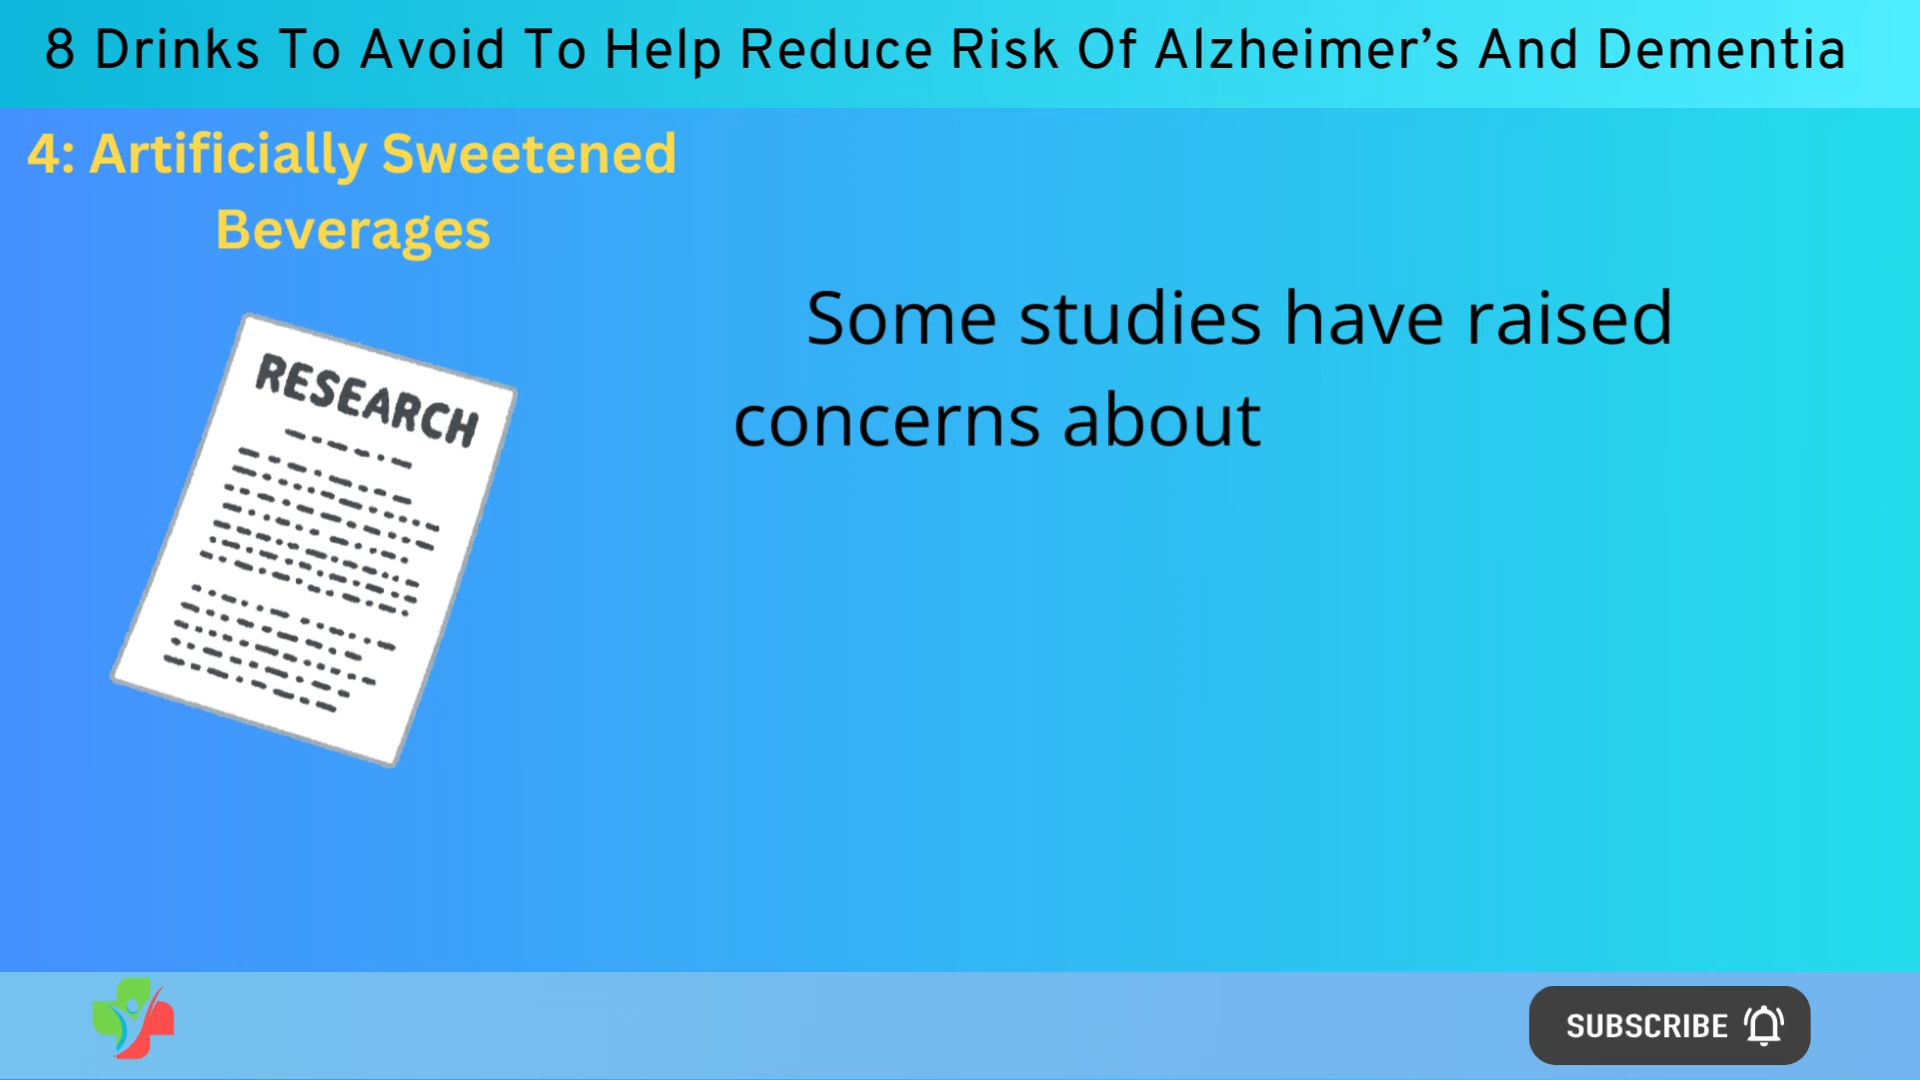 8 Drinks To Avoid To Help Reduce Risk Of Alzheimer’s And Dementia
4: Artificially Sweetened
Beverages
RESEARCH
Some studies have raised
concerns about
SUBSCRIBE